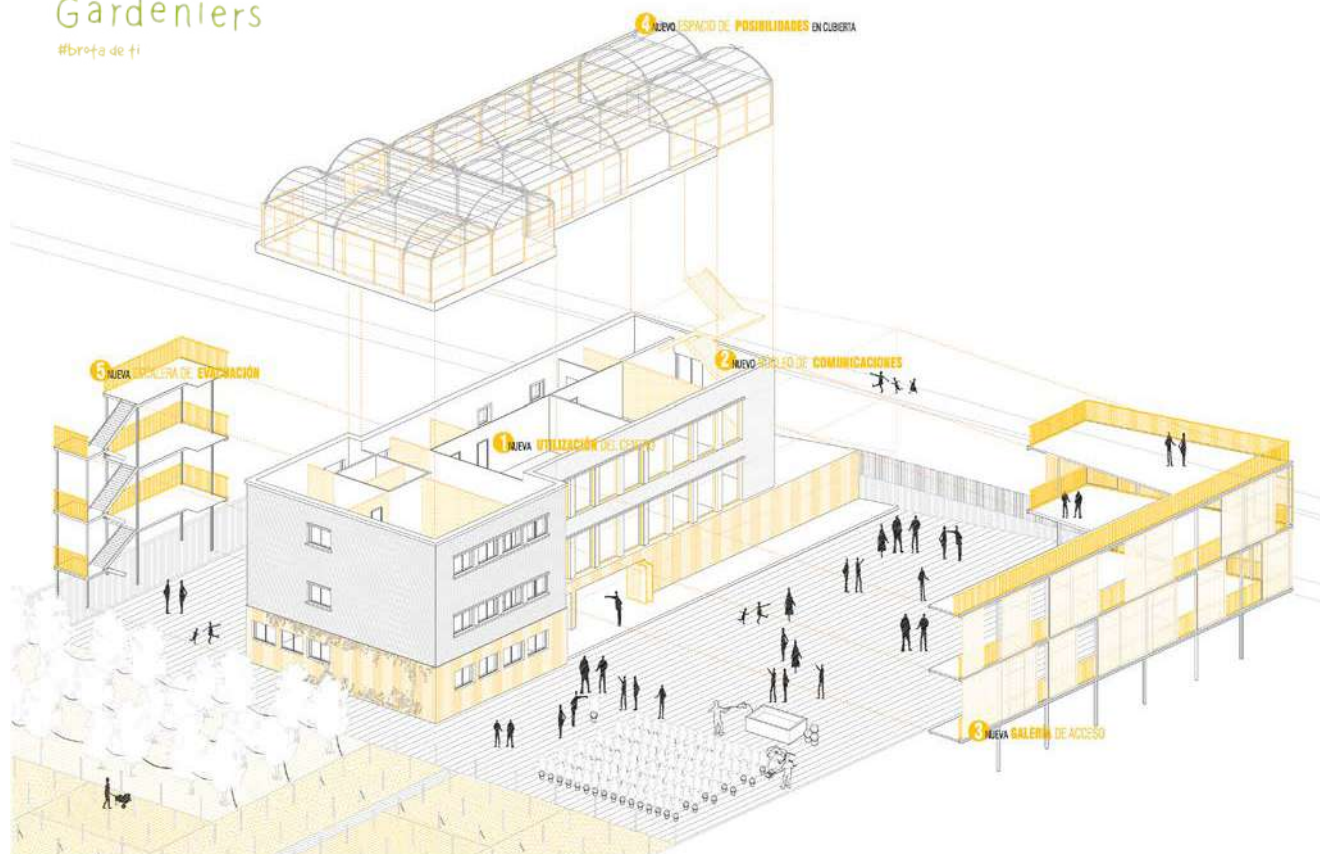 Gardeniers
#brota de ti
4 NUEVO ESPACIO DE POSIBILIDADES EN CUBIERTA
5 NUEVA ESCALERA DE EVACUACIÓN
2 NUEVO NÚCLEO DE COMUNICACIONES
1 NUEVA UTILIZACIÓN DEL CENTRO
3 NUEVA GALERÍA DE ACCESO